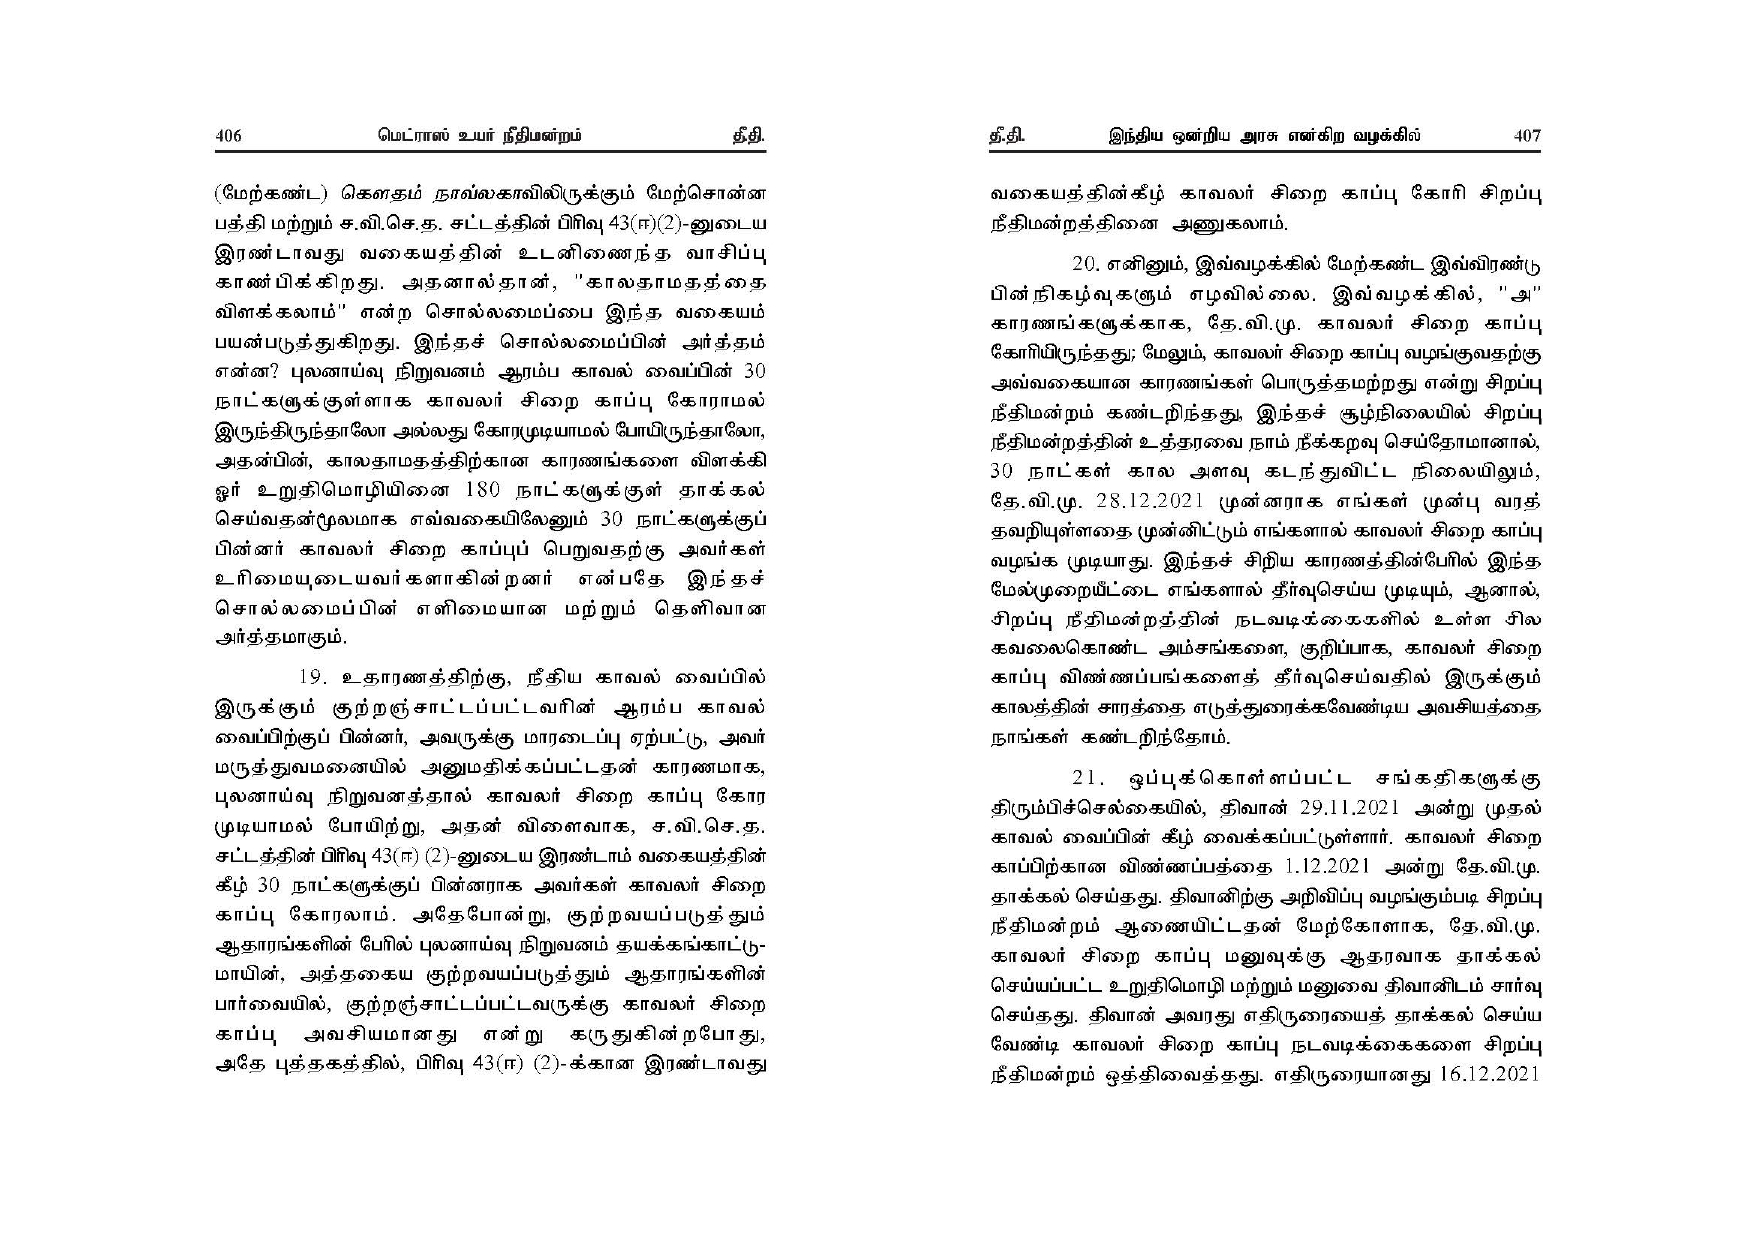 406 மெட்ராஸ் உயர் நீதிமன்றம் தீ.தி.
(மேற்கண்ட) கௌதம் நாவ்லகாவிலிருக்கும் மேற்சொன்ன
பத்தி மற்றும் ச.வி.செ.த. சட்டத்தின் பிரிவு 43(ஈ)(2)-னுடைய
இரண்டாவது வகையத்தின் உடனிணைந்த வாசிப்பு
காண்பிக்கிறது. அதனால்தான், "காலதாமதத்தை
விளக்கலாம்" என்ற சொல்லமைப்பை இந்த வகையம்
பயன்படுத்துகிறது. இந்தச் சொல்லமைப்பின் அர்த்தம்
என்ன? புலனாய்வு நிறுவனம் ஆரம்ப காவல் வைப்பின் 30
நாட்களுக்குள்ளாக காவலர் சிறை காப்பு கோராமல்
இருந்திருந்தாலோ அல்லது கோரமுடியாமல் போயிருந்தாலோ,
அதன்பின், காலதாமதத்திற்கான காரணங்களை விளக்கி
ஓர் உறுதிமொழியினை 180 நாட்களுக்குள் தாக்கல்
செய்வதன்மூலமாக எவ்வகையிலேனும் 30 நாட்களுக்குப்
பின்னர் காவலர் சிறை காப்புப் பெறுவதற்கு அவர்கள்
உரிமையுடையவர்களாகின்றனர் என்பதே இந்தச்
சொல்லமைப்பின் எளிமையான மற்றும் தெளிவான
அர்த்தமாகும்.
19. உதாரணத்திற்கு, நீதிய காவல் வைப்பில்
இருக்கும் குற்றஞ்சாட்டப்பட்டவரின் ஆரம்ப காவல்
வைப்பிற்குப் பின்னர், அவருக்கு மாரடைப்பு ஏற்பட்டு, அவர்
மருத்துவமனையில் அனுமதிக்கப்பட்டதன் காரணமாக,
புலனாய்வு நிறுவனத்தால் காவலர் சிறை காப்பு கோர
முடியாமல் போயிற்று, அதன் விளைவாக, ச.வி.செ.த.
சட்டத்தின் பிரிவு 43(ஈ) (2)-னுடைய இரண்டாம் வகையத்தின்
கீழ் 30 நாட்களுக்குப் பின்னராக அவர்கள் காவலர் சிறை
காப்பு கோரலாம். அதேபோன்று, குற்றவயப்படுத்தும்
ஆதாரங்களின் பேரில் புலனாய்வு நிறுவனம் தயக்கங்காட்டு-
மாயின், அத்தகைய குற்றவயப்படுத்தும் ஆதாரங்களின்
பார்வையில், குற்றஞ்சாட்டப்பட்டவருக்கு காவலர் சிறை
காப்பு அவசியமானது என்று கருதுகின்றபோது,
அதே புத்தகத்தில், பிரிவு 43(ஈ) (2)-க்கான இரண்டாவது
தீ.தி. இந்திய ஒன்றிய அரசு என்கிற வழக்கில் 407
வகையத்தின்கீழ் காவலர் சிறை காப்பு கோரி சிறப்பு
நீதிமன்றத்தினை அணுகலாம்.
20. எனினும், இவ்வழக்கில் மேற்கண்ட இவ்விரண்டு
பின்நிகழ்வுகளும் எழவில்லை. இவ்வழக்கில், "அ"
காரணங்களுக்காக, தே.வி.மு. காவலர் சிறை காப்பு
கோரியிருந்தது; மேலும், காவலர் சிறை காப்பு வழங்குவதற்கு
அவ்வகையான காரணங்கள் பொருத்தமற்றது என்று சிறப்பு
நீதிமன்றம் கண்டறிந்தது, இந்தச் சூழ்நிலையில் சிறப்பு
நீதிமன்றத்தின் உத்தரவை நாம் நீக்கறவு செய்தோமானால்,
30 நாட்கள் கால அளவு கடந்துவிட்ட நிலையிலும்,
தே.வி.மு. 28.12.2021 முன்னராக எங்கள் முன்பு வரத்
தவறியுள்ளதை முன்னிட்டும் எங்களால் காவலர் சிறை காப்பு
வழங்க முடியாது. இந்தச் சிறிய காரணத்தின்பேரில் இந்த
மேல்முறையீட்டை எங்களால் தீர்வுசெய்ய முடியும், ஆனால்,
சிறப்பு நீதிமன்றத்தின் நடவடிக்கைகளில் உள்ள சில
கவலைகொண்ட அம்சங்களை, குறிப்பாக, காவலர் சிறை
காப்பு விண்ணப்பங்களைத் தீர்வுசெய்வதில் இருக்கும்
காலத்தின் சாரத்தை எடுத்துரைக்கவேண்டிய அவசியத்தை
நாங்கள் கண்டறிந்தோம்.
21. ஒப்புக்கொள்ளப்பட்ட சங்கதிகளுக்கு
திரும்பிச்செல்கையில், திவான் 29.11.2021 அன்று முதல்
காவல் வைப்பின் கீழ் வைக்கப்பட்டுள்ளார். காவலர் சிறை
காப்பிற்கான விண்ணப்பத்தை 1.12.2021 அன்று தே.வி.மு.
தாக்கல் செய்தது. திவானிற்கு அறிவிப்பு வழங்கும்படி சிறப்பு
நீதிமன்றம் ஆணையிட்டதன் மேற்கோளாக, தே.வி.மு.
காவலர் சிறை காப்பு மனுவுக்கு ஆதரவாக தாக்கல்
செய்யப்பட்ட உறுதிமொழி மற்றும் மனுவை திவானிடம் சார்வு
செய்தது. திவான் அவரது எதிருரையைத் தாக்கல் செய்ய
வேண்டி காவலர் சிறை காப்பு நடவடிக்கைகளை சிறப்பு
நீதிமன்றம் ஒத்திவைத்தது. எதிருரையானது 16.12.2021